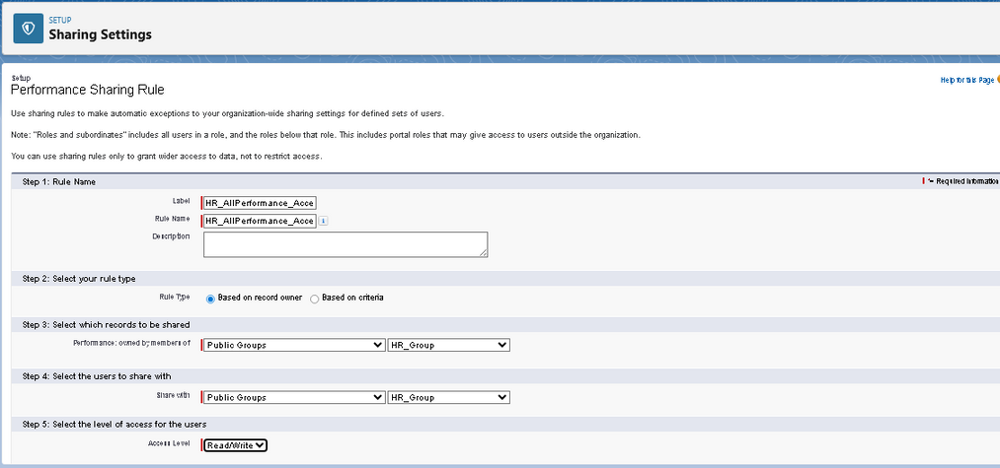 SETUP
Sharing Settings
Setup
Performance Sharing Rule
Help for this Page
Use sharing rules to make automatic exceptions to your organization-wide sharing settings for defined sets of users.
Note: "Roles and subordinates" includes all users in a role, and the roles below that role. This includes portal roles that may give access to users outside the organization.
You can use sharing rules only to grant wider access to data, not to restrict access.
Step 1: Rule Name
= Required Information
Label HR_AllPerformance_Acce
Rule Name HR_AllPerformance_Acce i
Description
Step 2: Select your rule type
Rule Type Based on record owner Based on criteria
Step 3: Select which records to be shared
Performance: owned by members of Public Groups HR_Group
Step 4: Select the users to share with
Share with Public Groups HR_Group
Step 5: Select the level of access for the users
Access Level Read/Write